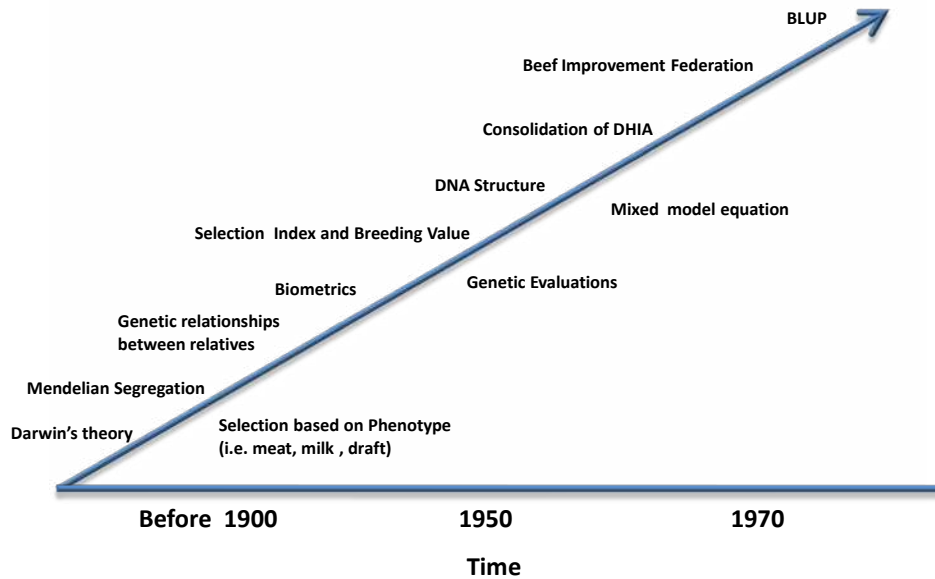 BLUP
Beef Improvement Federation
Consolidation of DHIA
DNA Structure
Mixed model equation
Selection Index and Breeding Value
Genetic Evaluations
Biometrics
Genetic relationships
between relatives
Mendelian Segregation
Darwin's theory
Selection based on Phenotype
(i.e. meat, milk , draft)
Before 1900
1950
1970
Time